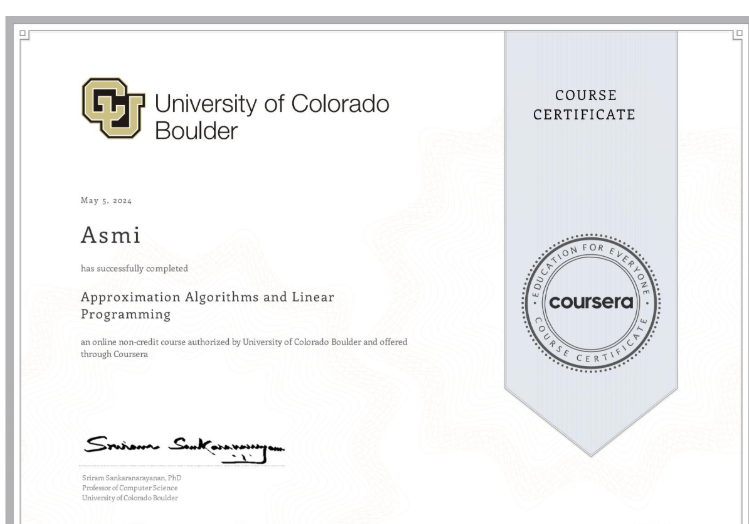 CU
University of Colorado
Boulder
COURSE
CERTIFICATE
May 5, 2024
Asmi
has successfully completed
Approximation Algorithms and Linear
Programming
an online non-credit course authorized by University of Colorado Boulder and offered
through Coursera
EDUCATION FOR EVERYONE
coursera
COURSE CERTIFICATE
Sriram Sankaranarayanan
Sriram Sankaranarayanan, PhD
Professor of Computer Science
University of Colorado Boulder